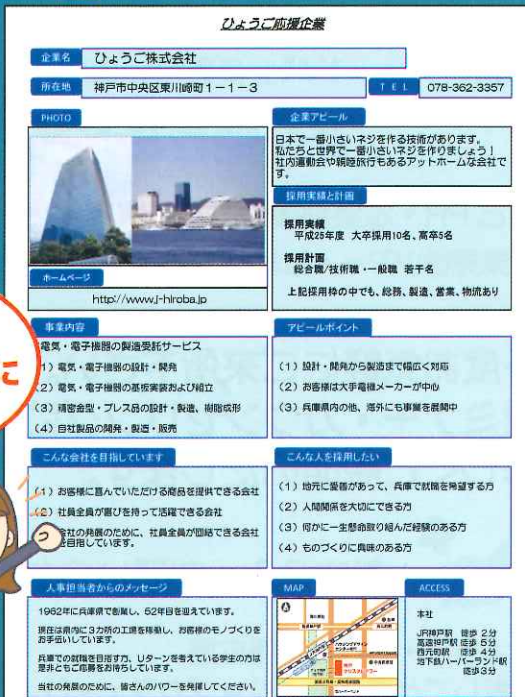 ひょうご応援企業
企業名 ひょうご株式会社
所在地 神戸市中央区東川崎町1-1-3 TEL 078-362-3357
PHOTO
ホームページ
http://www.j-hiroba.jp
企業アピール
日本で一番小さいネジを作る技術があります。
私たちと世界で一番小さいネジを作りましょう!
社内運動会や親睦旅行もあるアットホームな会社で
す。
採用実績と計画
採用実績
平成25年度 大卒採用10名、高卒5名
採用計画
総合職/技術職・一般職 若干名
上記採用枠の中でも、総務、製造、営業、物流あり
に
事業内容
電気・電子機器の製造受託サービス
(1)電気・電子機器の設計・開発
(2)電気・電子機器の基板実装および組立
(3)精密金型・プレス品の設計・製造、樹脂成形
(4)自社製品の開発・製造・販売
アピールポイント
(1)設計・開発から製造まで幅広く対応
(2)お客様は大手電機メーカーが中心
(3)兵庫県内の他、海外にも事業を展開中
こんな会社を目指しています
(1)お客様に喜んでいただける商品を提供できる会社
社員全員が喜びを持って活躍できる会社
会社の発展のために、社員全員が団結できる会社
を目指しています。
こんな人を採用したい
(1)地元に愛着があって、兵庫で就職を希望する方
(2)人間関係を大切にできる方
(3)何かに一生懸命取り組んだ経験のある方
(4)ものづくりに興味のある方
人事担当者からのメッセージ
1962年に兵庫県で創業し、52年目を迎えています。
現在は県内に3カ所の工場を稼動し、お客様のモノづくりを
お手伝いしています。
兵庫での就職を目指す方、Uターンを考えている学生の方は
是非ともご応募をお待ちしています。
当社の発展のために、皆さんのパワーを発揮してください。
MAP
ACCESS
本社
JR神戸駅 徒歩 2分
高速神戸駅 徒歩 5分
西元町駅 徒歩 4分
地下鉄ハーバーランド駅
徒歩3分